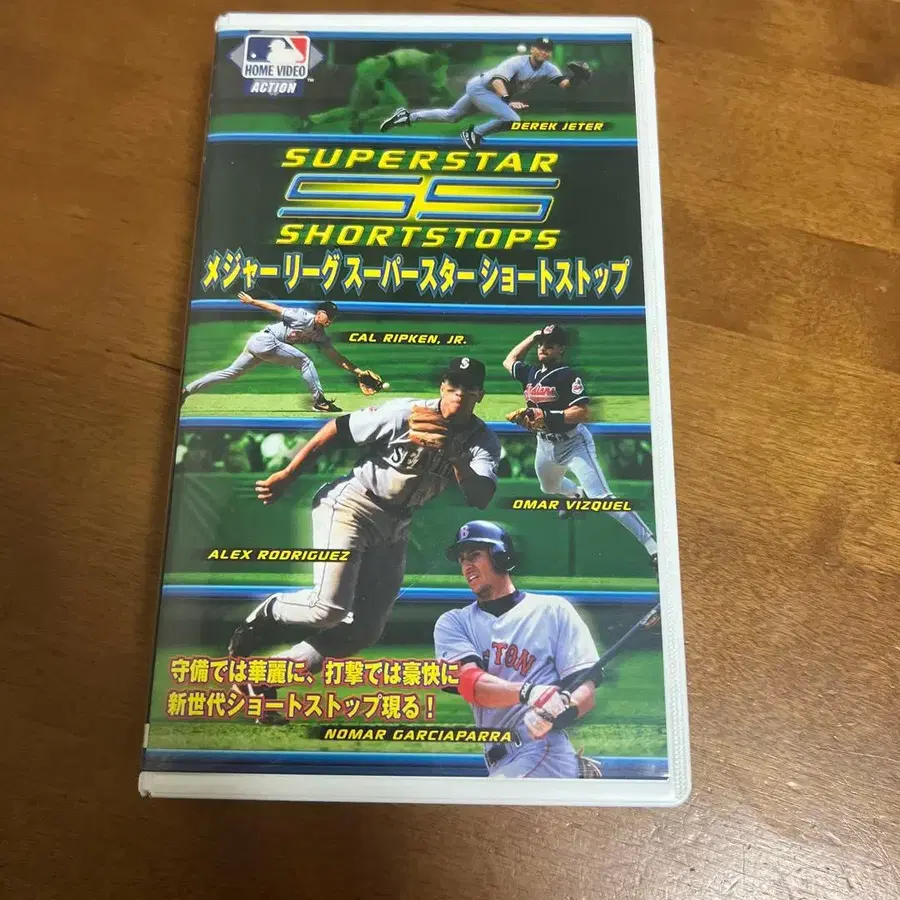 HOME VIDEO
ACTION
DEREK JETER
SUPERSTAR
SS
SHORTSTOPS
メジャーリーグ スーパースター ショートストップ
CAL RIPKEN, JR.
S
Indians
SEA
OMAR VIZQUEL
ALEX RODRIGUEZ
B
TON
守備では華麗に、打撃では豪快に
新世代ショートストップ現る!
NOMAR GARCIAPARRA